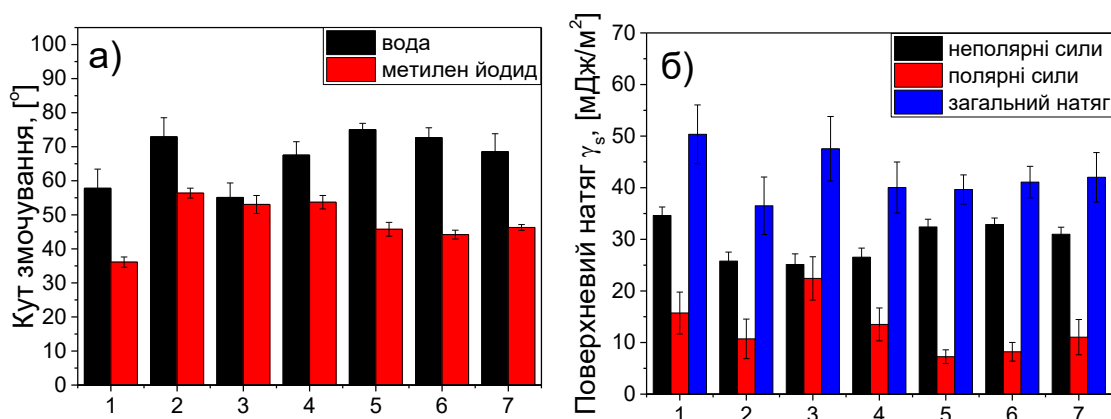 а)
вода
метилен йодид
Кут змочування, [°]
100
90
80
70
60
50
40
30
20
10
0
1 2 3 4 5 6 7
б)
неполярні сили
полярні сили
загальний натяг
Поверхневий натяг γs, [мДж/м²]
70
60
50
40
30
20
10
0
1 2 3 4 5 6 7